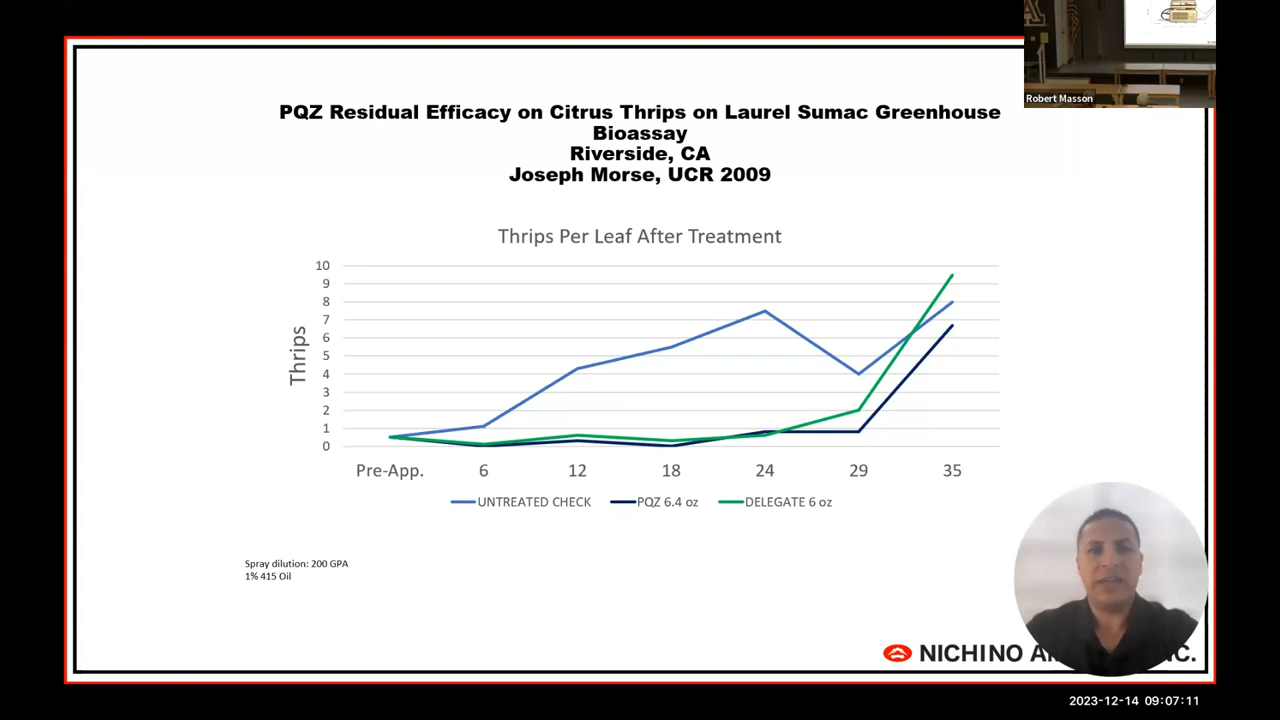 Robert Masson
PQZ Residual Efficacy on Citrus Thrips on Laurel Sumac Greenhouse
Bioassay
Riverside, CA
Joseph Morse, UCR 2009
Thrips Per Leaf After Treatment
10
9
8
7
6
5
4
3
2
1
0
Thrips
Pre-App. 6 12 18 24 29 35
UNTREATED CHECK PQZ 6.4 oz DELEGATE 6 oz
Spray dilution: 200 GPA
1% 415 Oil
NICHINO
2023-12-14 09:07:11